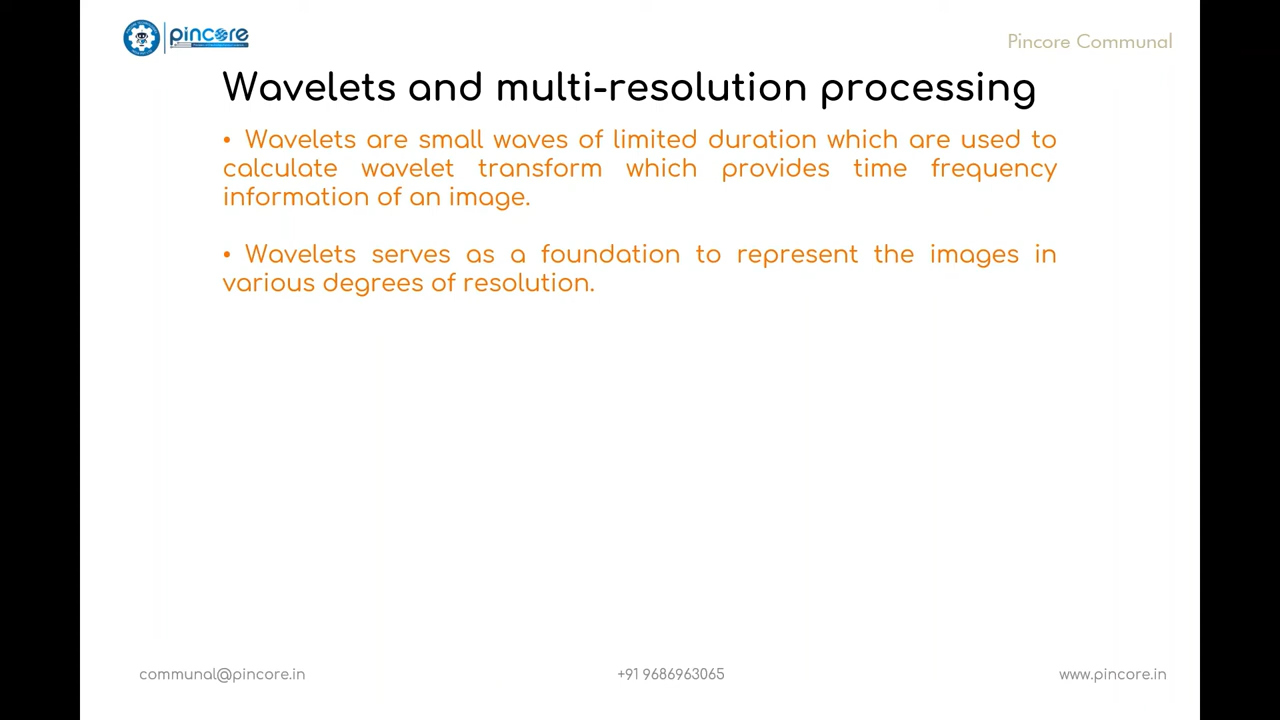 pincore
Pincore Communal
Wavelets and multi-resolution processing
• Wavelets are small waves of limited duration which are used to
calculate wavelet transform which provides time frequency
information of an image.
• Wavelets serves as a foundation to represent the images in
various degrees of resolution.
communal@pincore.in
+91 9686963065
www.pincore.in